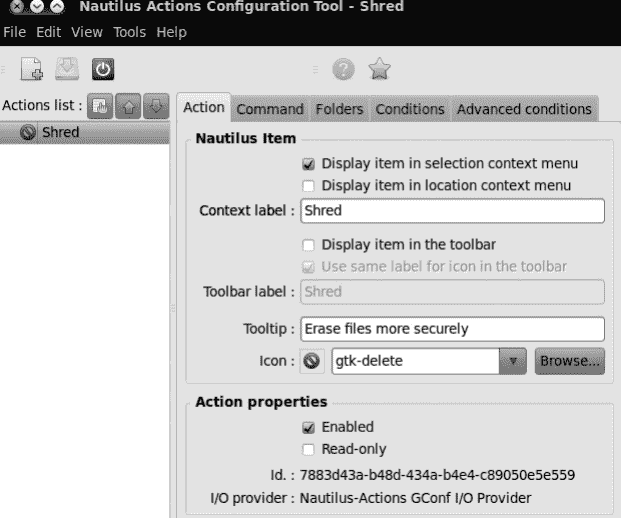 Nautilus Actions Configuration Tool - Shred
File Edit View Tools Help
Actions list :
Shred
Action Command Folders Conditions Advanced conditions
Nautilus Item
Display item in selection context menu
Display item in location context menu
Context label : Shred
Display item in the toolbar
Use same label for icon in the toolbar
Toolbar label : Shred
Tooltip : Erase files more securely
Icon : gtk-delete Browse...
Action properties
Enabled
Read-only
Id. : 7883d43a-b48d-434a-b4e4-c89050e5e559
I/O provider : Nautilus-Actions GConf I/O Provider